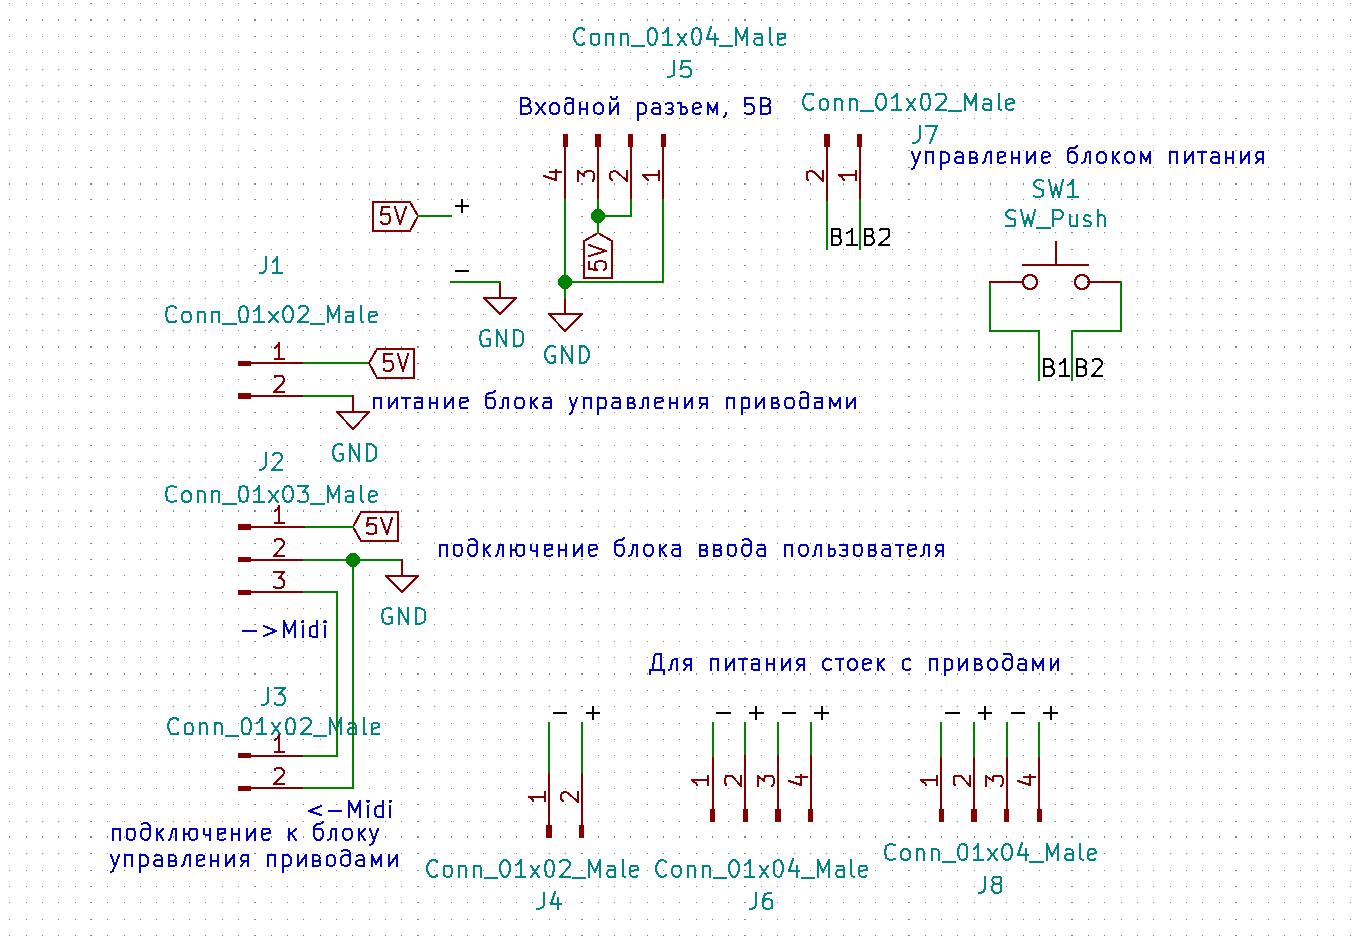 Conn_01x04_Male
J5
Входной разъем, 5В
4 3 2 1
5V
GND
Conn_01x02_Male
J7
управление блоком питания
2 1
B1 B2
SW1
SW_Push
B1 B2
5V +
−
GND
J1
Conn_01x02_Male
1 5V
2
питание блока управления приводами
GND
J2
Conn_01x03_Male
1 5V
2
подключение блока ввода пользователя
3
GND
−>Midi
J3
Conn_01x02_Male
1
2
<−Midi
подключение к блоку
управления приводами
Для питания стоек с приводами
− +
1 2
Conn_01x02_Male
J4
− + − +
1 2 3 4
Conn_01x04_Male
J6
− + − +
1 2 3 4
Conn_01x04_Male
J8